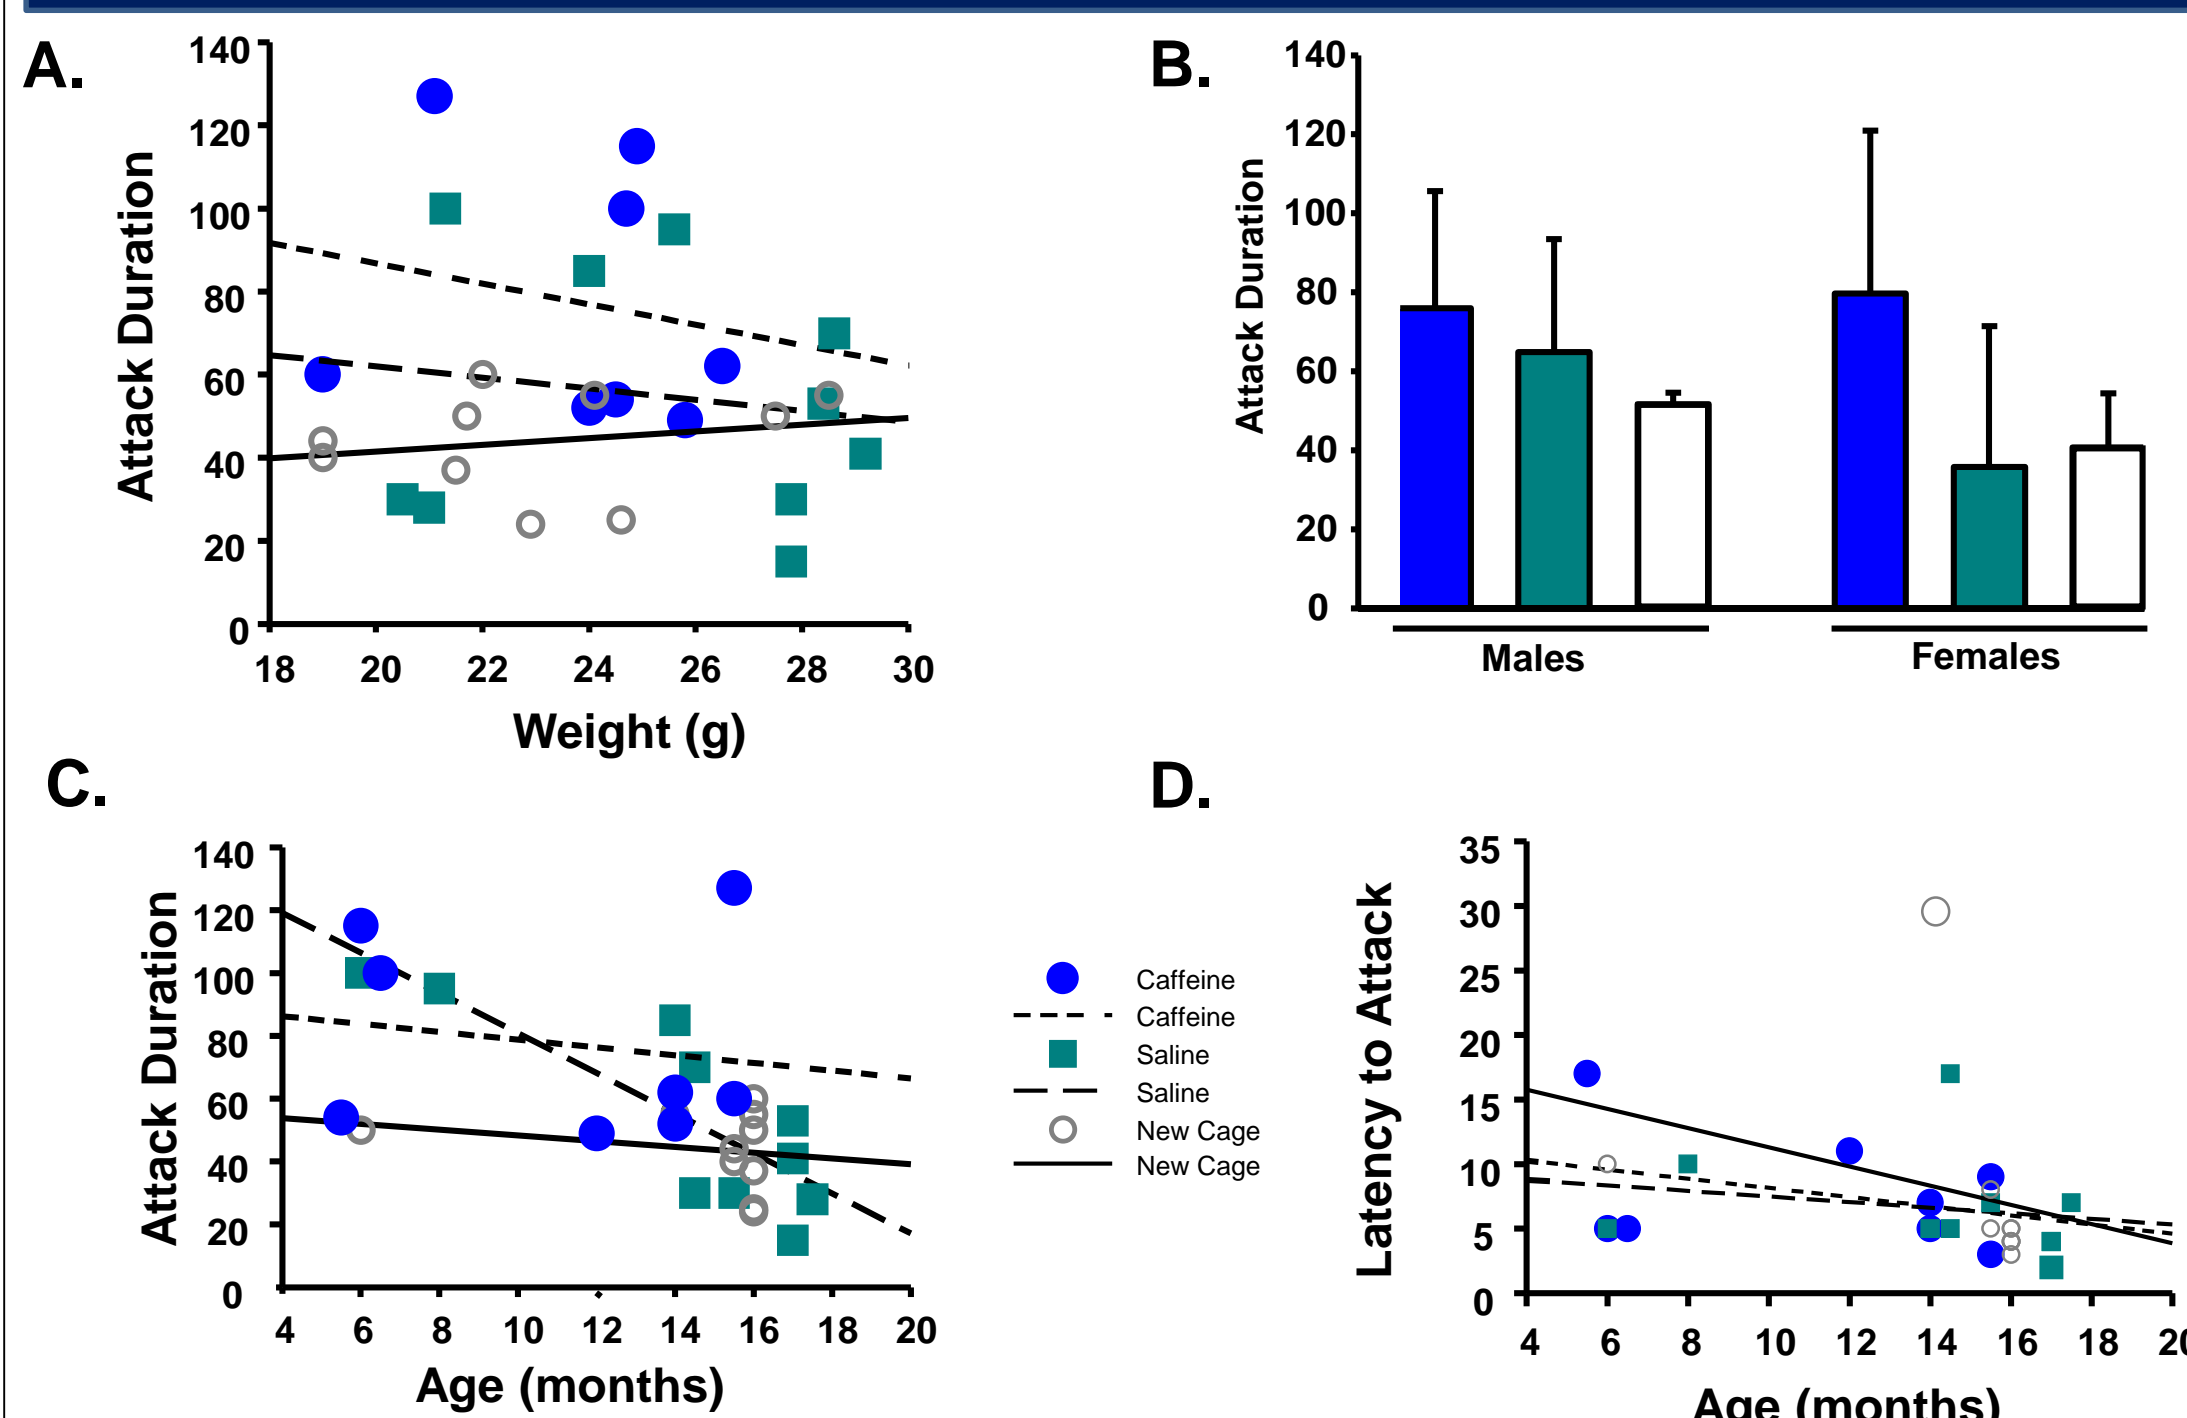 A.
140
120
100
80
60
40
20
0
Attack Duration
18 20 22 24 26 28 30
Weight (g)
B.
140
120
100
80
60
40
20
0
Attack Duration
Males Females
C.
140
120
100
80
60
40
20
0
Attack Duration
4 6 8 10 12 14 16 18 20
Age (months)
Caffeine
Caffeine
Saline
Saline
New Cage
New Cage
D.
35
30
25
20
15
10
5
0
Latency to Attack
4 6 8 10 12 14 16 18 20
Age (months)